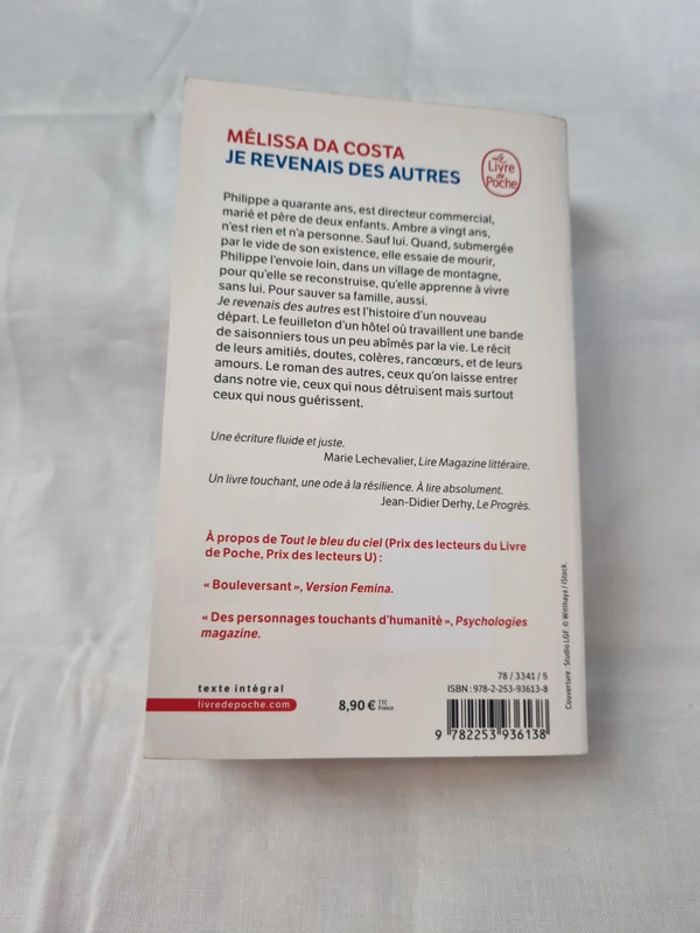 MÉLISSA DA COSTA
JE REVENAIS DES AUTRES
Le
Livre
de
Poche
Philippe a quarante ans, est directeur commercial,
marié et père de deux enfants. Ambre a vingt ans,
n'est rien et n'a personne. Sauf lui. Quand, submergée
par le vide de son existence, elle essaie de mourir,
Philippe l'envoie loin, dans un village de montagne,
pour qu'elle se reconstruise, qu'elle apprenne à vivre
sans lui. Pour sauver sa famille, aussi.
Je revenais des autres est l'histoire d'un nouveau
départ. Le feuilleton d'un hôtel où travaillent une bande
de saisonniers tous un peu abîmés par la vie. Le récit
de leurs amitiés, doutes, colères, rancœurs, et de leurs
amours. Le roman des autres, ceux qu'on laisse entrer
dans notre vie, ceux qui nous détruisent mais surtout
ceux qui nous guérissent.
Une écriture fluide et juste.
Marie Lechevalier, Lire Magazine littéraire.
Un livre touchant, une ode à la résilience. À lire absolument.
Jean-Didier Derhy, Le Progrès.
À propos de Tout le bleu du ciel (Prix des lecteurs du Livre
de Poche, Prix des lecteurs U) :
« Bouleversant », Version Femina.
« Des personnages touchants d'humanité », Psychologies
magazine.
texte intégral
livredepoche.com
8,90 € TTC
France
78 / 3341 / 5
ISBN : 978-2-253-93613-8
9 782253 936138
Couverture : Studio LGF. © Witthaya / iStock.